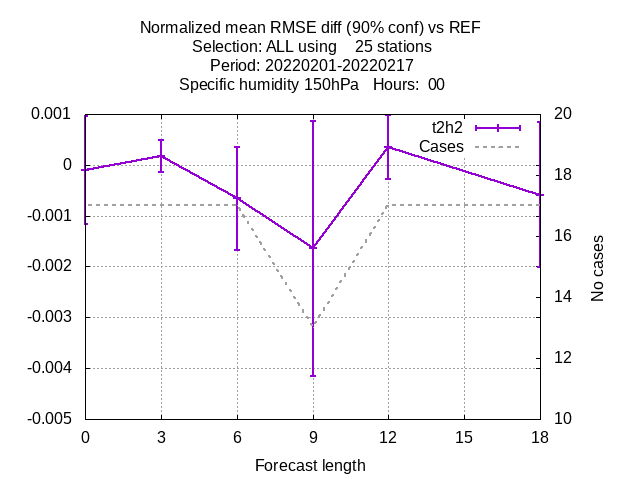 Normalized mean RMSE diff (90% conf) vs REF
Selection: ALL using 25 stations
Period: 20220201-20220217
Specific humidity 150hPa Hours: 00
0.001
0
-0.001
-0.002
-0.003
-0.004
-0.005
t2h2
Cases
20
18
16
14
12
10
No cases
0 3 6 9 12 15 18
Forecast length